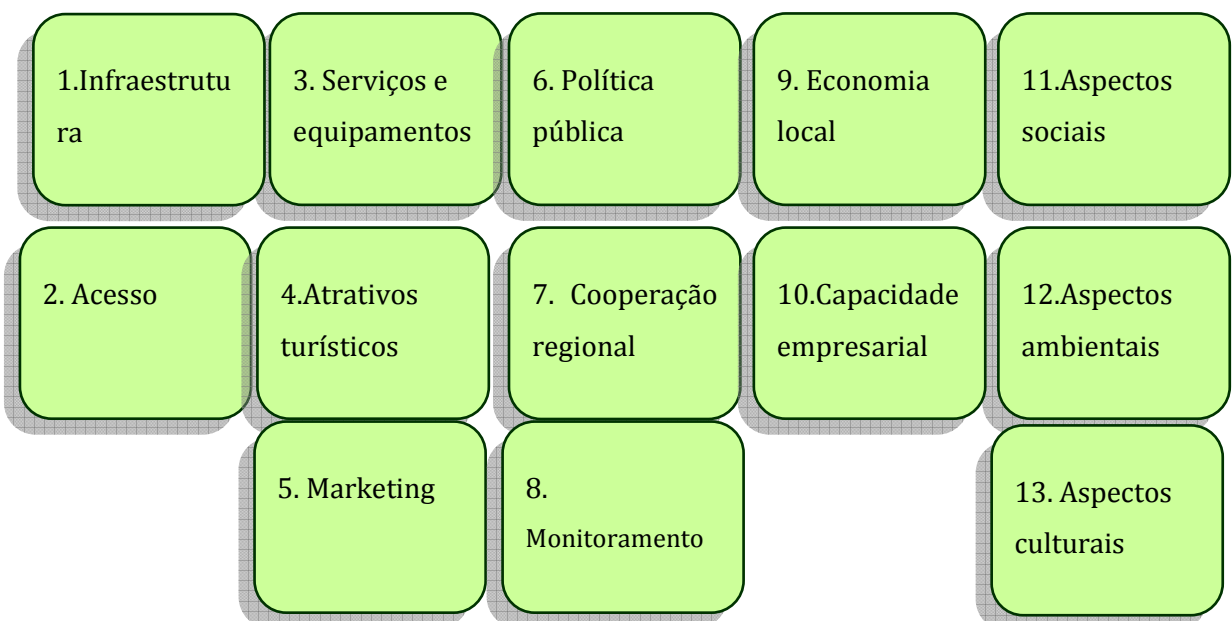 1.Infraestrutu
ra
3. Serviços e
equipamentos
6. Política
pública
9. Economia
local
11.Aspectos
sociais
2. Acesso
4.Atrativos
turísticos
7. Cooperação
regional
10.Capacidade
empresarial
12.Aspectos
ambientais
5. Marketing
8.
Monitoramento
13. Aspectos
culturais